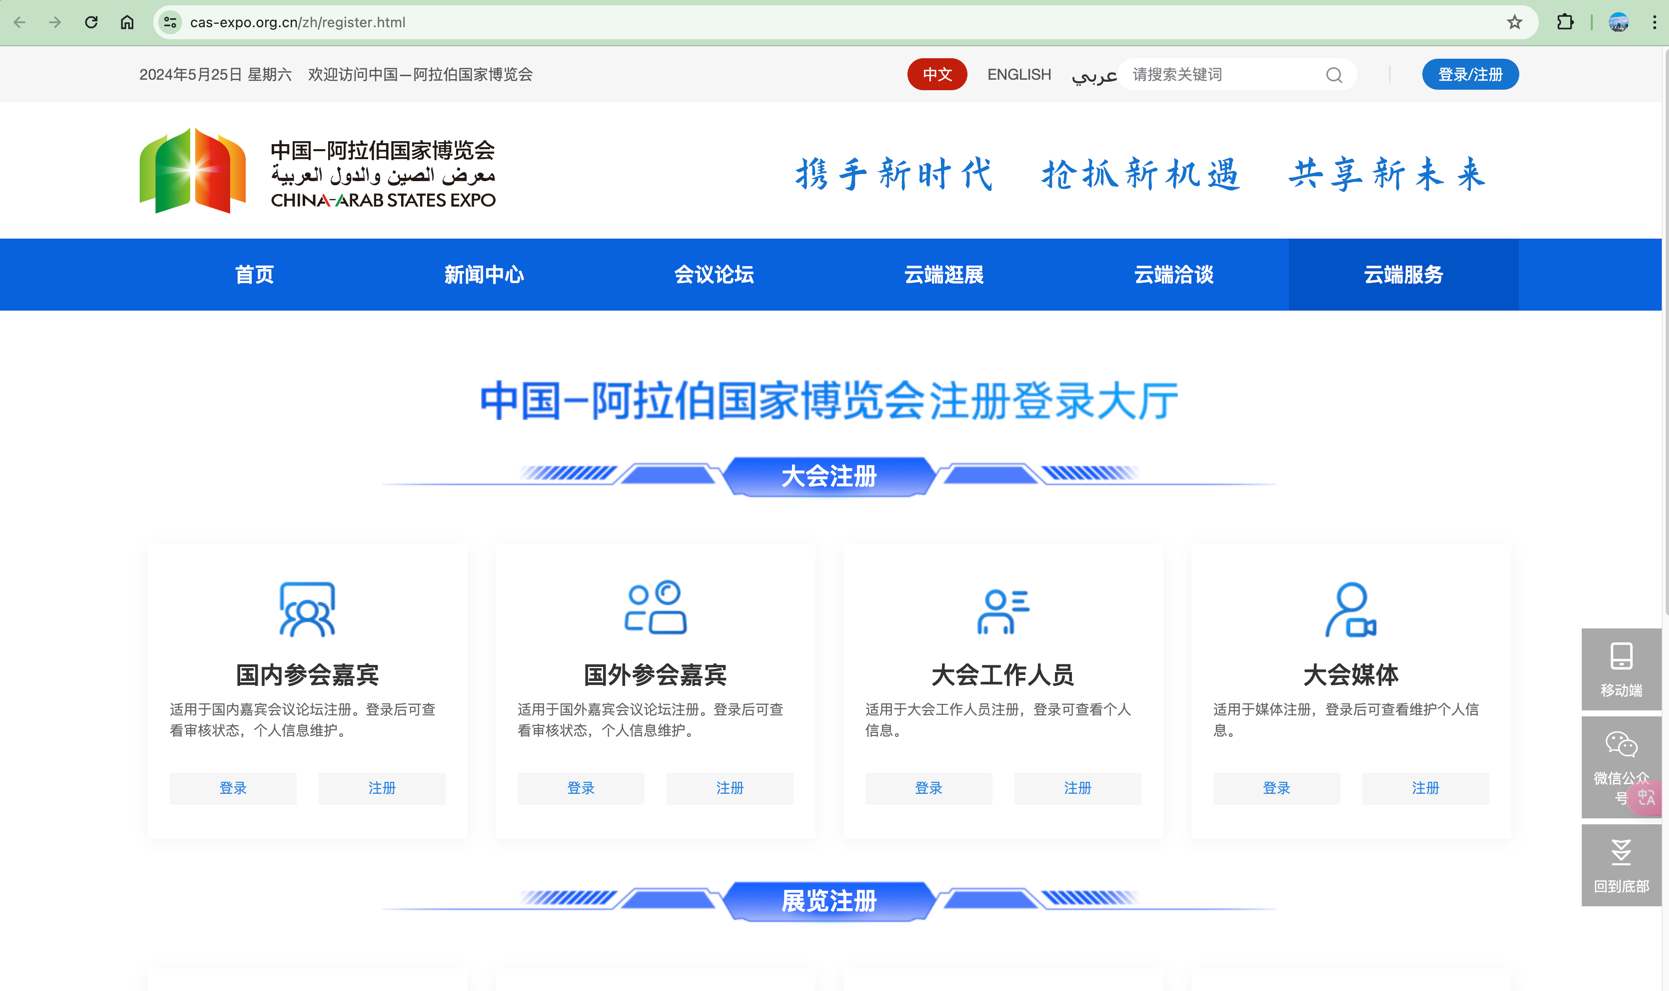 cas-expo.org.cn/zh/register.html
2024年5月25日 星期六 欢迎访问中国—阿拉伯国家博览会
中文 ENGLISH عربي 请搜索关键词 登录/注册
中国-阿拉伯国家博览会
معرض الصين والدول العربية
CHINA-ARAB STATES EXPO
携手新时代 抢抓新机遇 共享新未来
首页 新闻中心 会议论坛 云端逛展 云端洽谈 云端服务
中国-阿拉伯国家博览会注册登录大厅
大会注册
国内参会嘉宾
适用于国内嘉宾会议论坛注册。登录后可查
看审核状态，个人信息维护。
登录 注册
国外参会嘉宾
适用于国外嘉宾会议论坛注册。登录后可查
看审核状态，个人信息维护。
登录 注册
大会工作人员
适用于大会工作人员注册，登录可查看个人
信息。
登录 注册
大会媒体
适用于媒体注册，登录后可查看维护个人信
息。
登录 注册
移动端
微信公众
号
中A
回到底部
展览注册